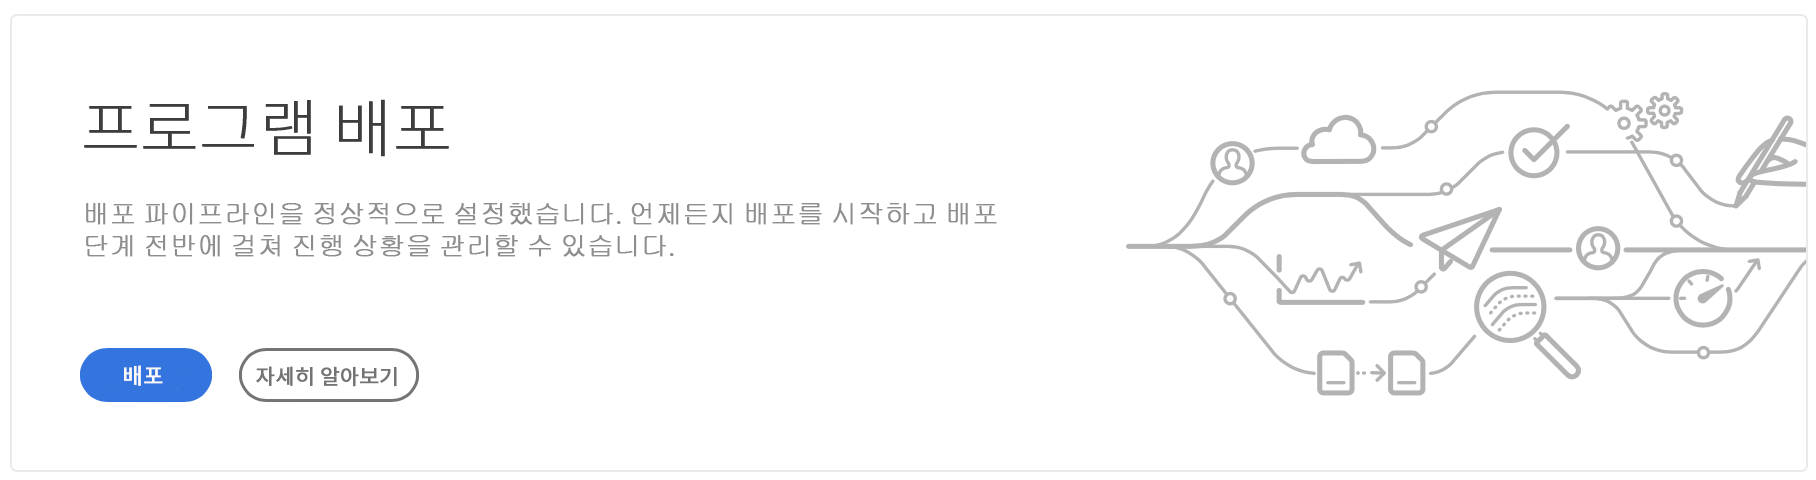 프로그램 배포
배포 파이프라인을 정상적으로 설정했습니다. 언제든지 배포를 시작하고 배포
단계 전반에 걸쳐 진행 상황을 관리할 수 있습니다.
배포
자세히 알아보기